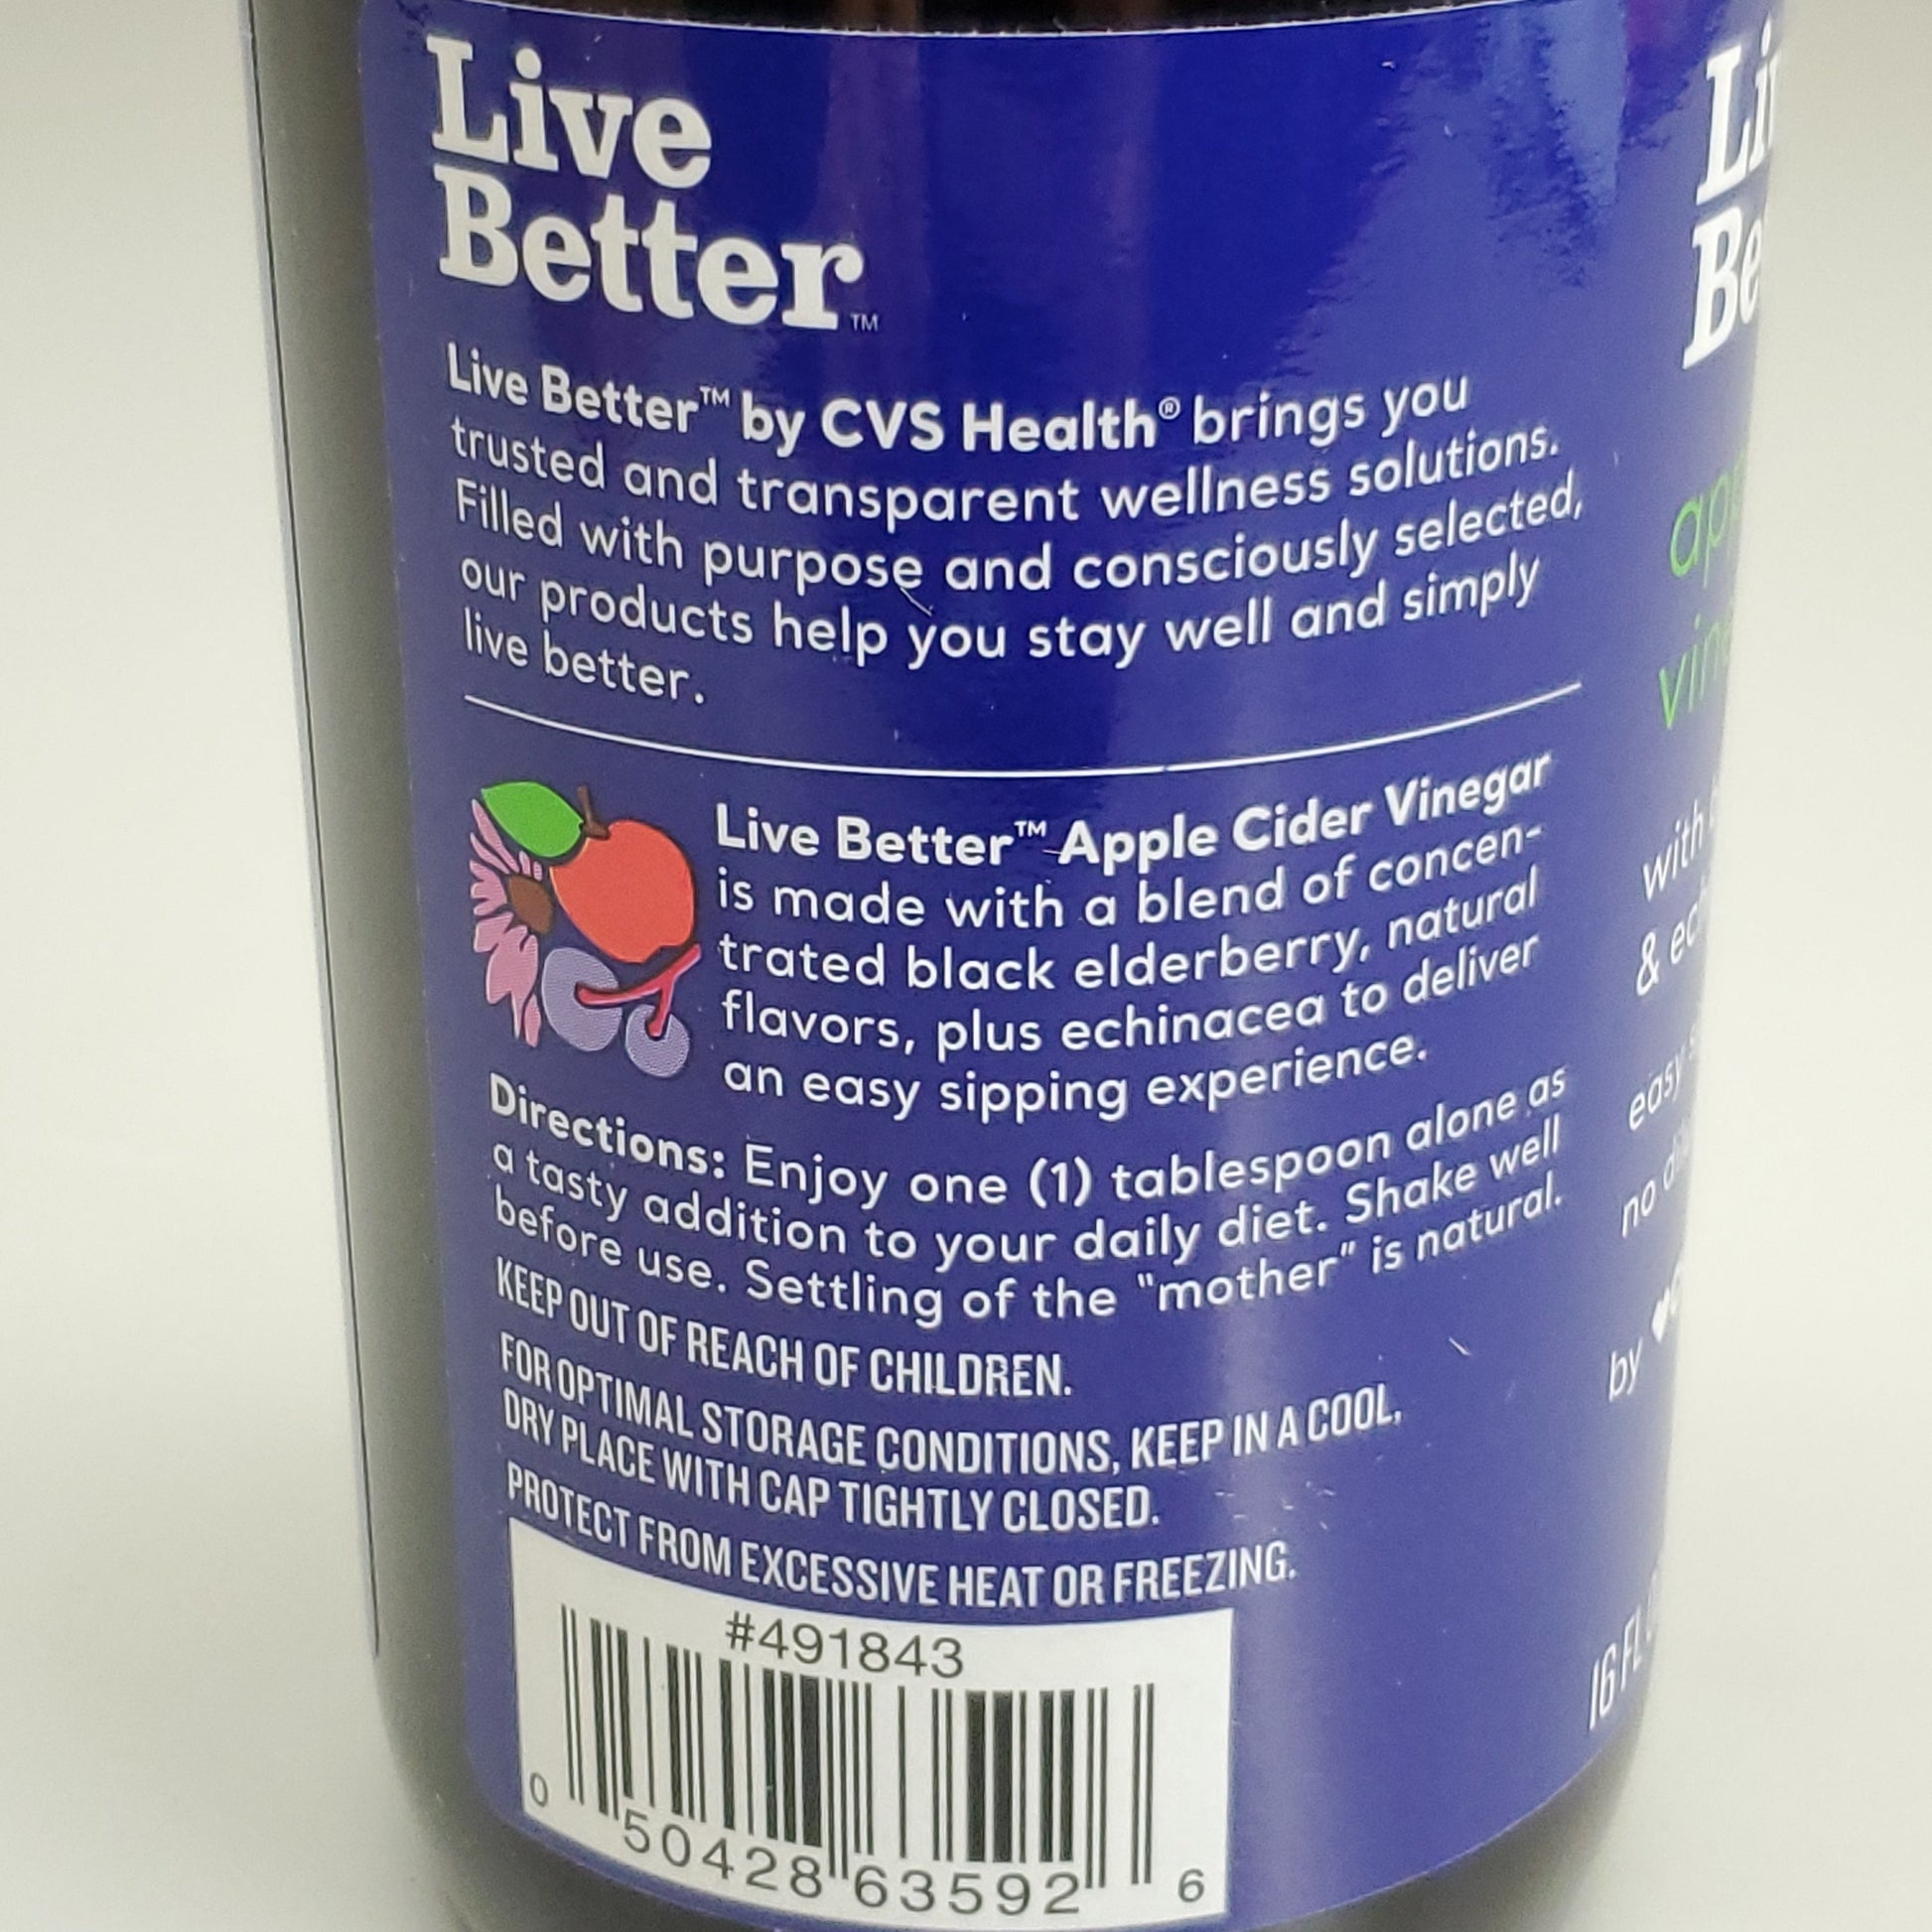 Live
Better™
Live Better™ by CVS Health® brings you
trusted and transparent wellness solutions.
Filled with purpose and consciously selected,
our products help you stay well and simply
live better.
Live Better™ Apple Cider Vinegar
is made with a blend of concen-
trated black elderberry, natural
flavors, plus echinacea to deliver
an easy sipping experience.
Directions: Enjoy one (1) tablespoon alone as
a tasty addition to your daily diet. Shake well
before use. Settling of the "mother" is natural.
KEEP OUT OF REACH OF CHILDREN.
FOR OPTIMAL STORAGE CONDITIONS, KEEP IN A COOL,
DRY PLACE WITH CAP TIGHTLY CLOSED.
PROTECT FROM EXCESSIVE HEAT OR FREEZING.
#491843
0 50428 63592 6
with
&
easy
no
by
16 FL